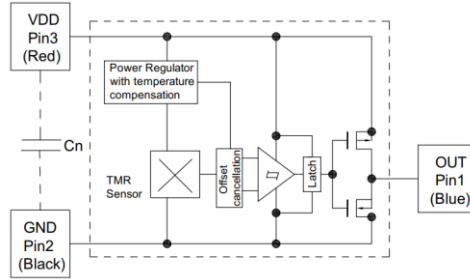 VDD
Pin3
(Red)
Cn
GND
Pin2
(Black)
Power Regulator
with temperature
compensation
TMR
Sensor
Offset
cancellation
Latch
OUT
Pin1
(Blue)